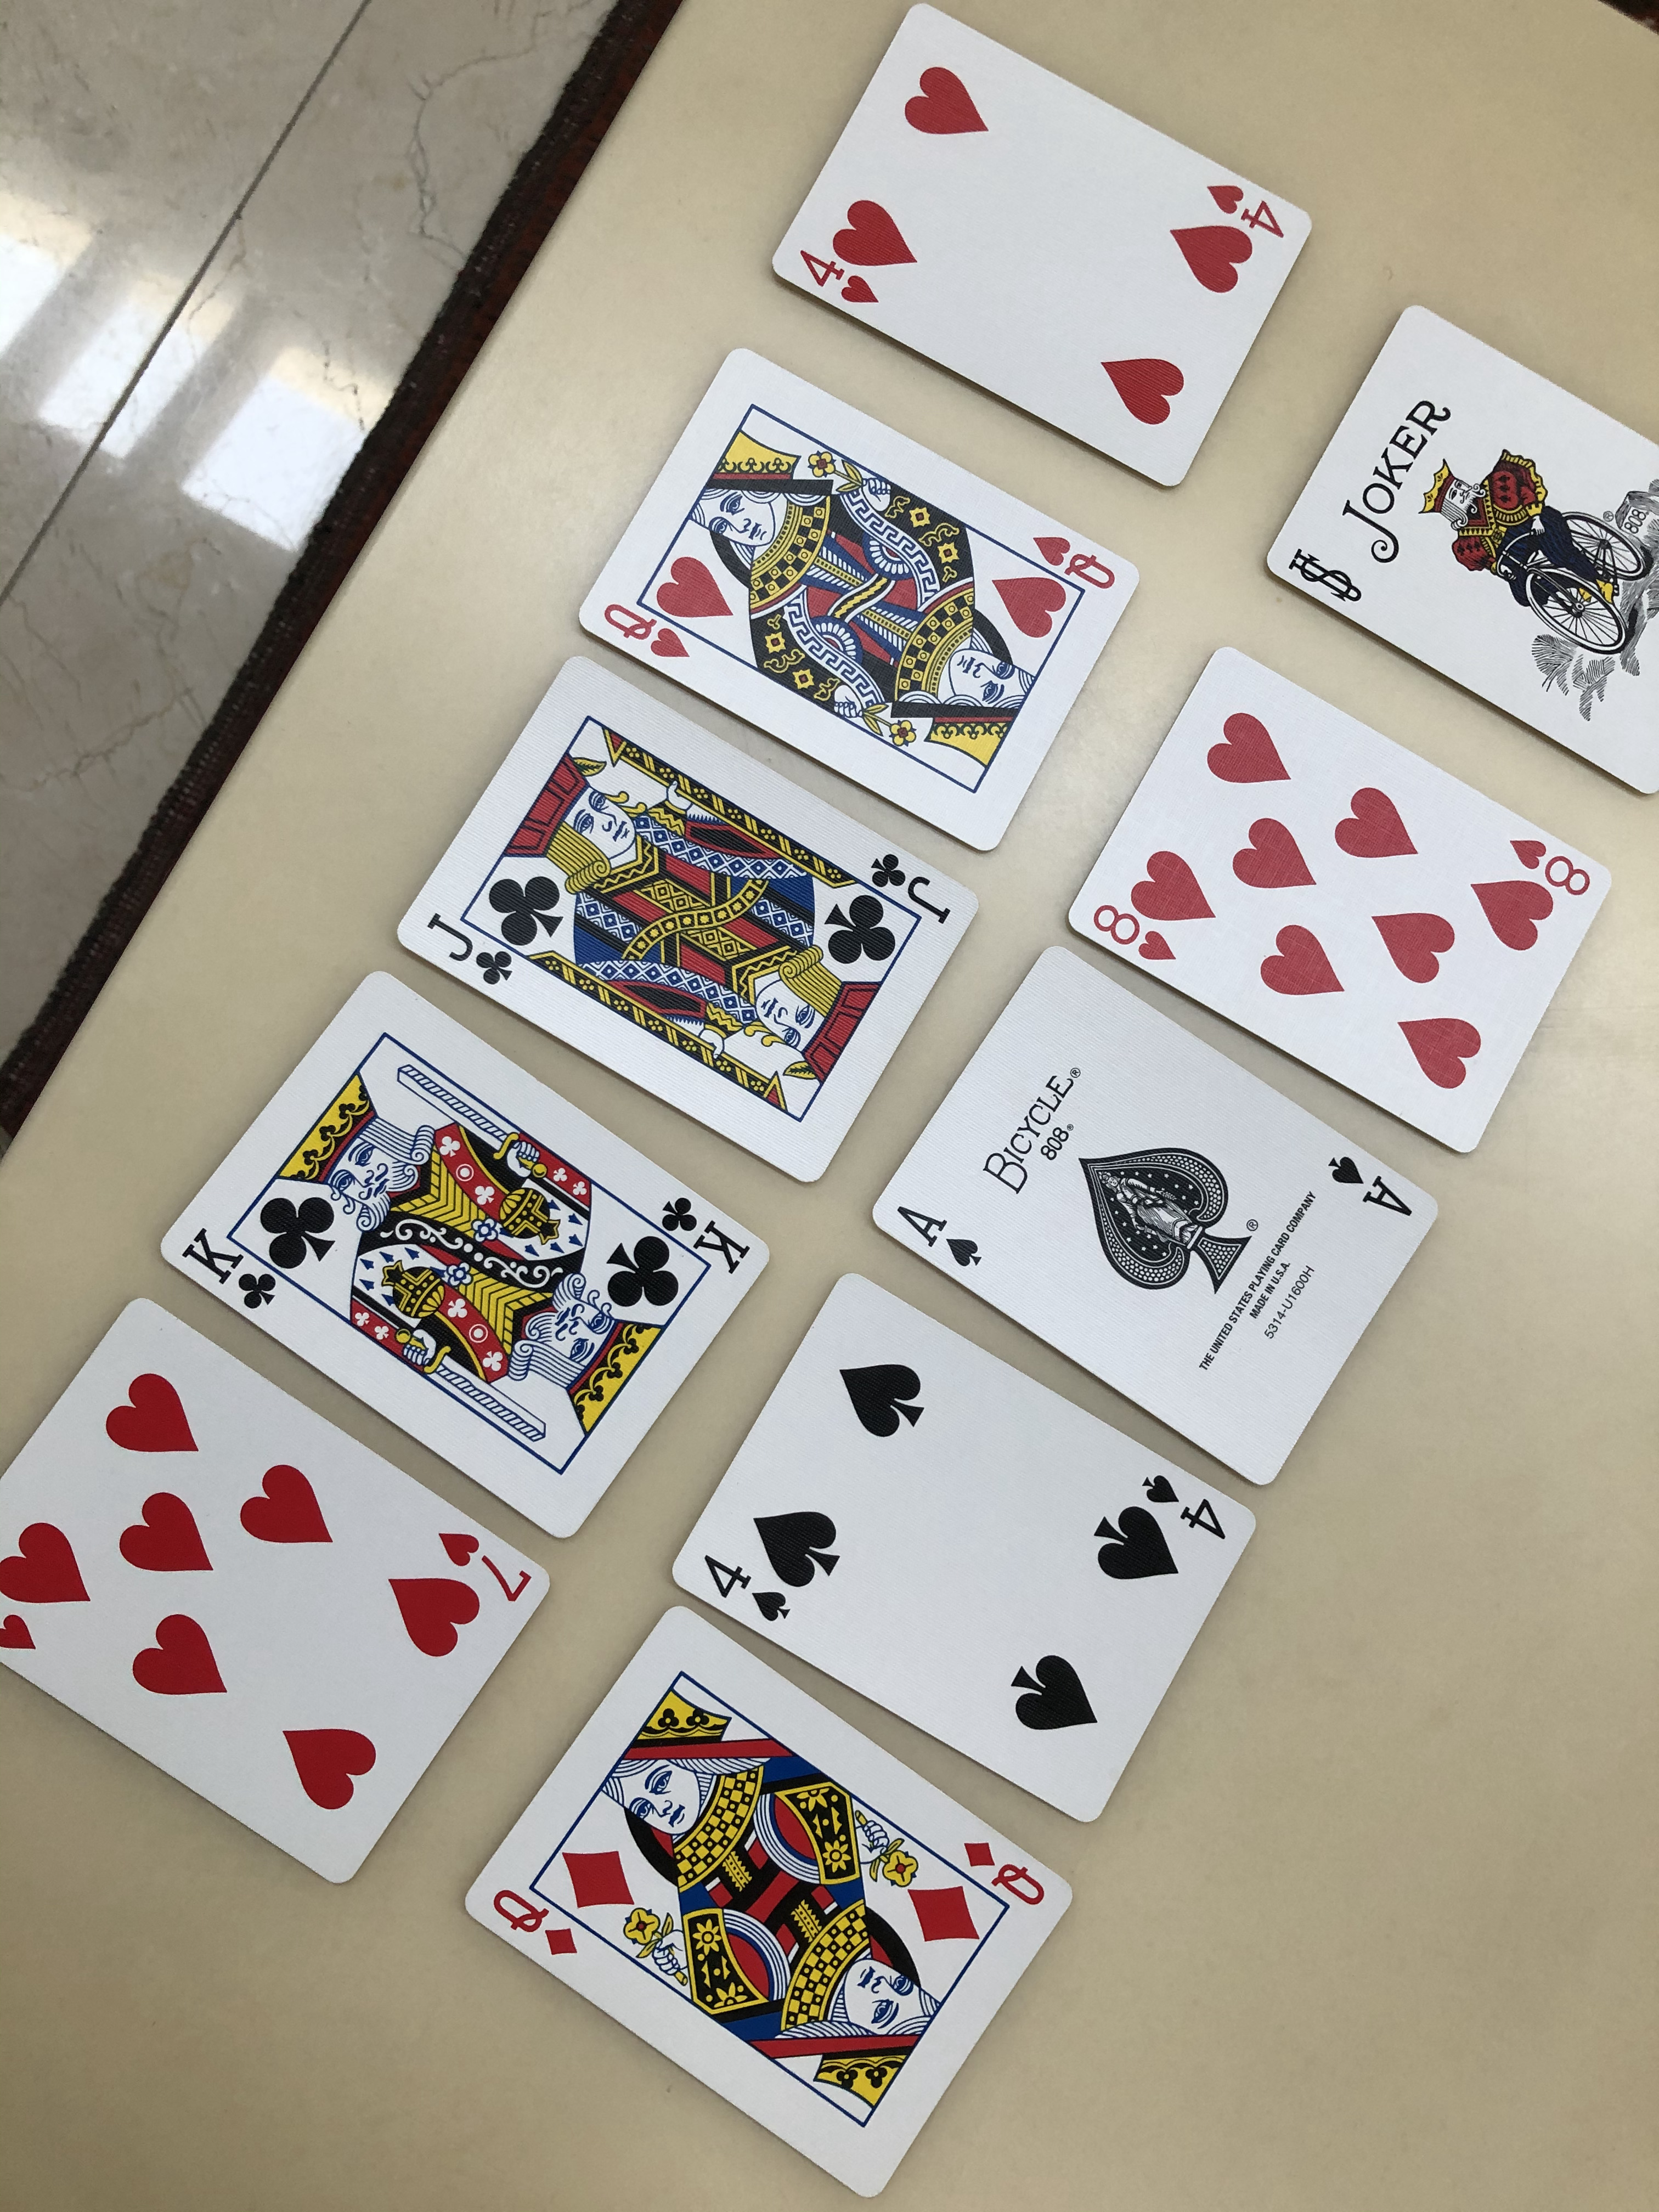 4
4
JOKER
808
Q
Q
8
8
J
J
BICYCLE®
808®
A
A
®
THE UNITED STATES PLAYING CARD COMPANY
MADE IN U.S.A.
5314-U1600H
K
K
4
4
7
Q
Q